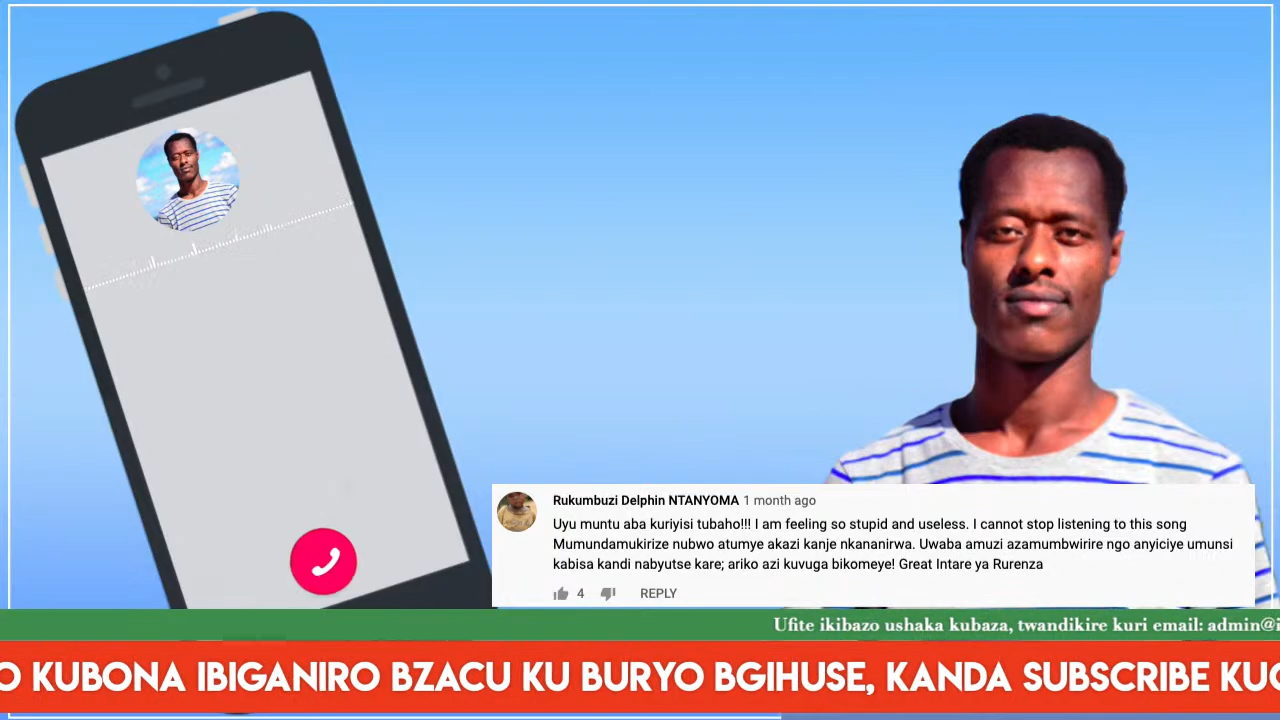 Rukumbuzi Delphin NTANYOMA 1 month ago
Uyu muntu aba kuriyisi tubaho!!! I am feeling so stupid and useless. I cannot stop listening to this song
Mumundamukirize nubwo atumye akazi kanje nkananirwa. Uwaba amuzi azamumbwirire ngo anyiciye umunsi
kabisa kandi nabyutse kare; ariko azi kuvuga bikomeye! Great Intare ya Rurenza
4 REPLY
Ufite ikibazo ushaka kubaza, twandikire kuri email: admin@i
O KUBONA IBIGANIRO BZACU KU BURYO BGIHUSE, KANDA SUBSCRIBE KUG